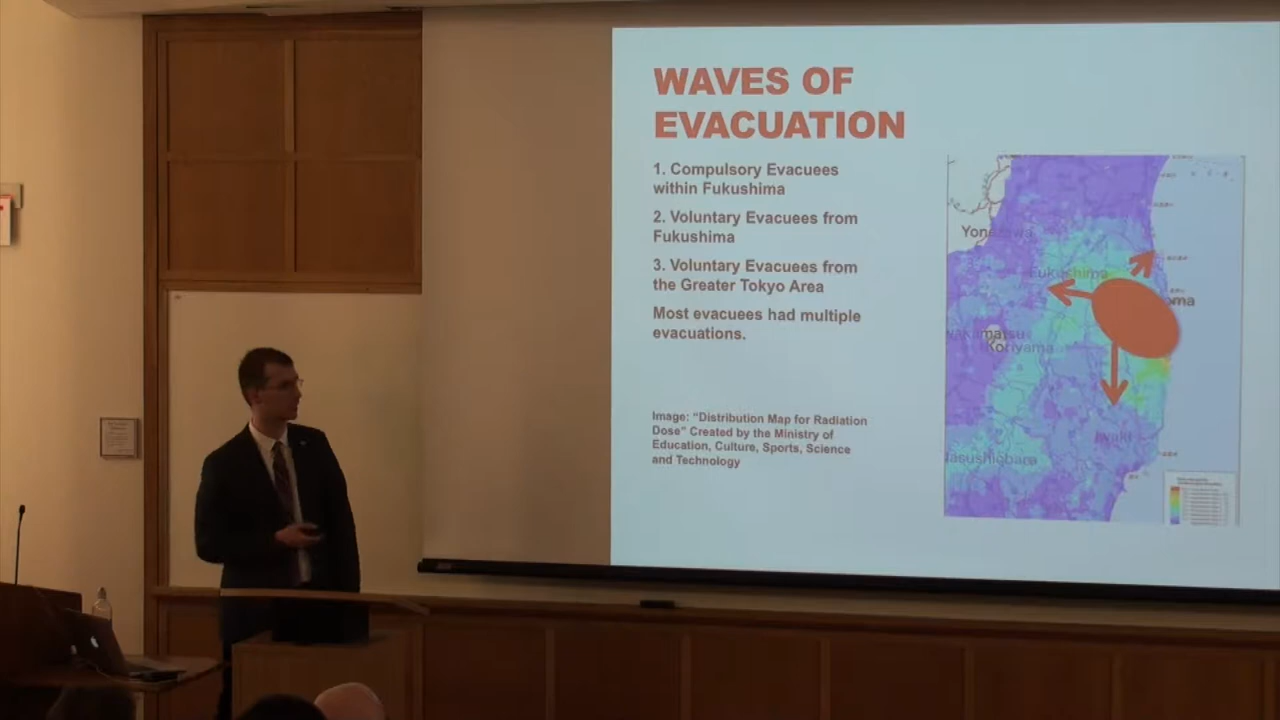 WAVES OF
EVACUATION
1. Compulsory Evacuees
within Fukushima
2. Voluntary Evacuees from
Fukushima
3. Voluntary Evacuees from
the Greater Tokyo Area
Most evacuees had multiple
evacuations.
Image: “Distribution Map for Radiation
Dose” Created by the Ministry of
Education, Culture, Sports, Science
and Technology
Fukushima
Koriyama
Iwaki